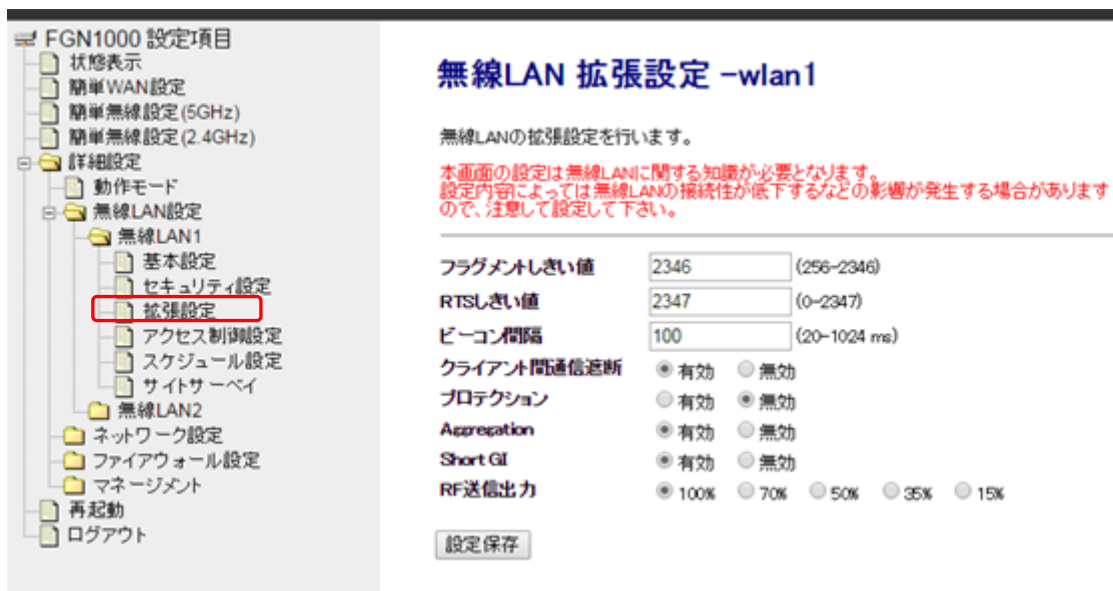 FGN1000 設定項目
状態表示
簡単WAN設定
簡単無線設定(5GHz)
簡単無線設定(2.4GHz)
詳細設定
動作モード
無線LAN設定
無線LAN1
基本設定
セキュリティ設定
拡張設定
アクセス制御設定
スケジュール設定
サイトサーベイ
無線LAN2
ネットワーク設定
ファイアウォール設定
マネージメント
再起動
ログアウト
無線LAN 拡張設定 -wlan1
無線LANの拡張設定を行います。
本画面の設定は無線LANに関する知識が必要となります。
設定内容によっては無線LANの接続性が低下するなどの影響が発生する場合があります
ので、注意して設定して下さい。
フラグメントしきい値 2346 (256-2346)
RTSしきい値 2347 (0-2347)
ビーコン間隔 100 (20-1024 ms)
クライアント間通信遮断 有効 無効
プロテクション 有効 無効
Aggregation 有効 無効
Short GI 有効 無効
RF送信出力 100% 70% 50% 35% 15%
設定保存